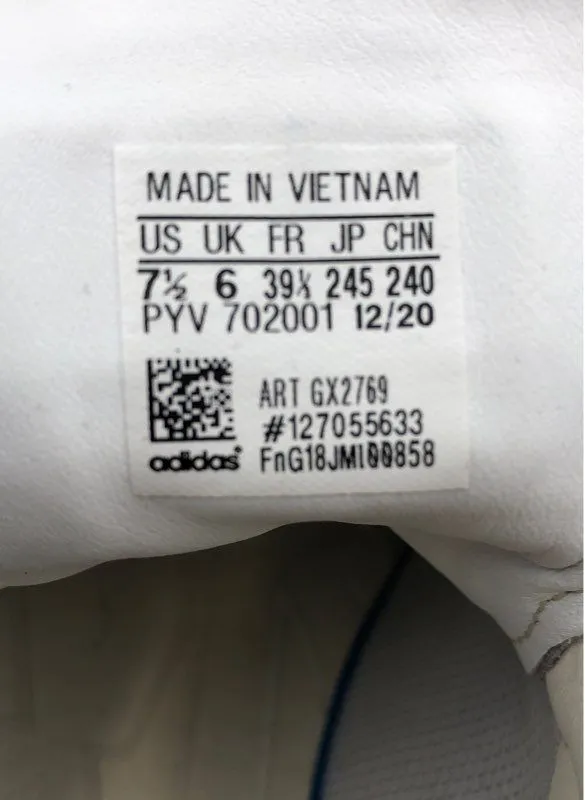 MADE IN VIETNAM
US UK FR JP CHN
7½ 6 39⅓ 245 240
PYV 702001 12/20
ART GX2769
#127055633
adidas FnG18JMl00858